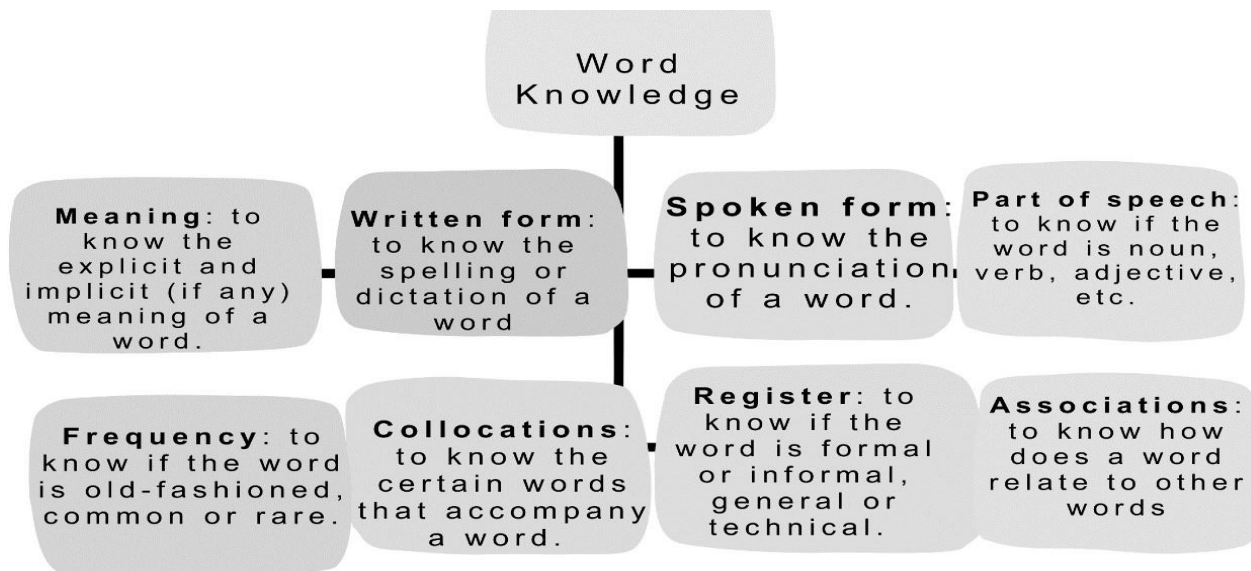 Word
Knowledge
Meaning: to
know the
explicit and
implicit (if any)
meaning of a
word.
Written form:
to know the
spelling or
dictation of a
word
Spoken form:
to know the
pronunciation
of a word.
Part of speech:
to know if the
word is noun,
verb, adjective,
etc.
Frequency: to
know if the word
is old-fashioned,
common or rare.
Collocations:
to know the
certain words
that accompany
a word.
Register: to
know if the
word is formal
or informal,
general or
technical.
Associations:
to know how
does a word
relate to other
words